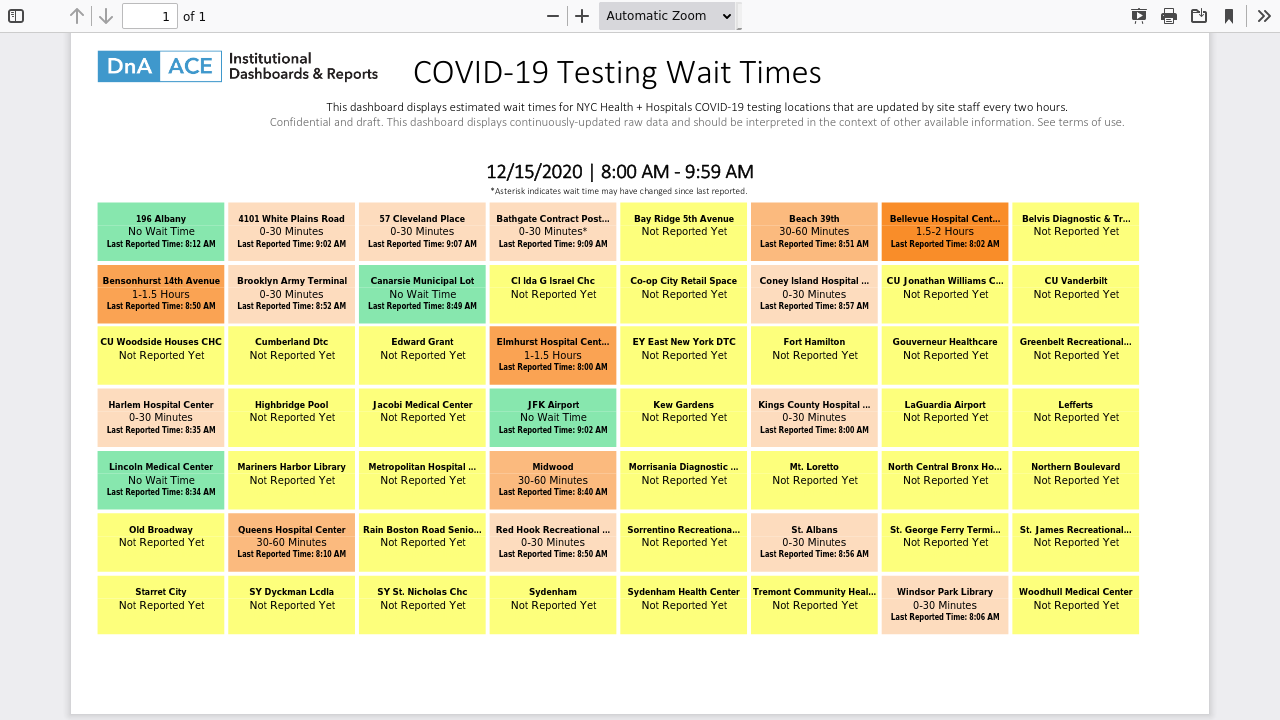 1 of 1 Automatic Zoom
DnA ACE Institutional
Dashboards & Reports
COVID-19 Testing Wait Times
This dashboard displays estimated wait times for NYC Health + Hospitals COVID-19 testing locations that are updated by site staff every two hours.
Confidential and draft. This dashboard displays continuously-updated raw data and should be interpreted in the context of other available information. See terms of use.
12/15/2020 | 8:00 AM - 9:59 AM
*Asterisk indicates wait time may have changed since last reported.
196 Albany
No Wait Time
Last Reported Time: 8:12 AM
4101 White Plains Road
0-30 Minutes
Last Reported Time: 9:02 AM
57 Cleveland Place
0-30 Minutes
Last Reported Time: 9:07 AM
Bathgate Contract Post...
0-30 Minutes*
Last Reported Time: 9:09 AM
Bay Ridge 5th Avenue
Not Reported Yet
Beach 39th
30-60 Minutes
Last Reported Time: 8:51 AM
Bellevue Hospital Cent...
1.5-2 Hours
Last Reported Time: 8:02 AM
Belvis Diagnostic & Tr...
Not Reported Yet
Bensonhurst 14th Avenue
1-1.5 Hours
Last Reported Time: 8:50 AM
Brooklyn Army Terminal
0-30 Minutes
Last Reported Time: 8:52 AM
Canarsie Municipal Lot
No Wait Time
Last Reported Time: 8:49 AM
CI Ida G Israel Chc
Not Reported Yet
Co-op City Retail Space
Not Reported Yet
Coney Island Hospital ...
0-30 Minutes
Last Reported Time: 8:57 AM
CU Jonathan Williams C...
Not Reported Yet
CU Vanderbilt
Not Reported Yet
CU Woodside Houses CHC
Not Reported Yet
Cumberland Dtc
Not Reported Yet
Edward Grant
Not Reported Yet
Elmhurst Hospital Cent...
1-1.5 Hours
Last Reported Time: 8:00 AM
EY East New York DTC
Not Reported Yet
Fort Hamilton
Not Reported Yet
Gouverneur Healthcare
Not Reported Yet
Greenbelt Recreational...
Not Reported Yet
Harlem Hospital Center
0-30 Minutes
Last Reported Time: 8:35 AM
Highbridge Pool
Not Reported Yet
Jacobi Medical Center
Not Reported Yet
JFK Airport
No Wait Time
Last Reported Time: 9:02 AM
Kew Gardens
Not Reported Yet
Kings County Hospital ...
0-30 Minutes
Last Reported Time: 8:00 AM
LaGuardia Airport
Not Reported Yet
Lefferts
Not Reported Yet
Lincoln Medical Center
No Wait Time
Last Reported Time: 8:34 AM
Mariners Harbor Library
Not Reported Yet
Metropolitan Hospital ...
Not Reported Yet
Midwood
30-60 Minutes
Last Reported Time: 8:40 AM
Morrisania Diagnostic ...
Not Reported Yet
Mt. Loretto
Not Reported Yet
North Central Bronx Ho...
Not Reported Yet
Northern Boulevard
Not Reported Yet
Old Broadway
Not Reported Yet
Queens Hospital Center
30-60 Minutes
Last Reported Time: 8:10 AM
Rain Boston Road Senio...
Not Reported Yet
Red Hook Recreational ...
0-30 Minutes
Last Reported Time: 8:50 AM
Sorrentino Recreationa...
Not Reported Yet
St. Albans
0-30 Minutes
Last Reported Time: 8:56 AM
St. George Ferry Termi...
Not Reported Yet
St. James Recreational...
Not Reported Yet
Starret City
Not Reported Yet
SY Dyckman Lcdla
Not Reported Yet
SY St. Nicholas Chc
Not Reported Yet
Sydenham
Not Reported Yet
Sydenham Health Center
Not Reported Yet
Tremont Community Heal...
Not Reported Yet
Windsor Park Library
0-30 Minutes
Last Reported Time: 8:06 AM
Woodhull Medical Center
Not Reported Yet